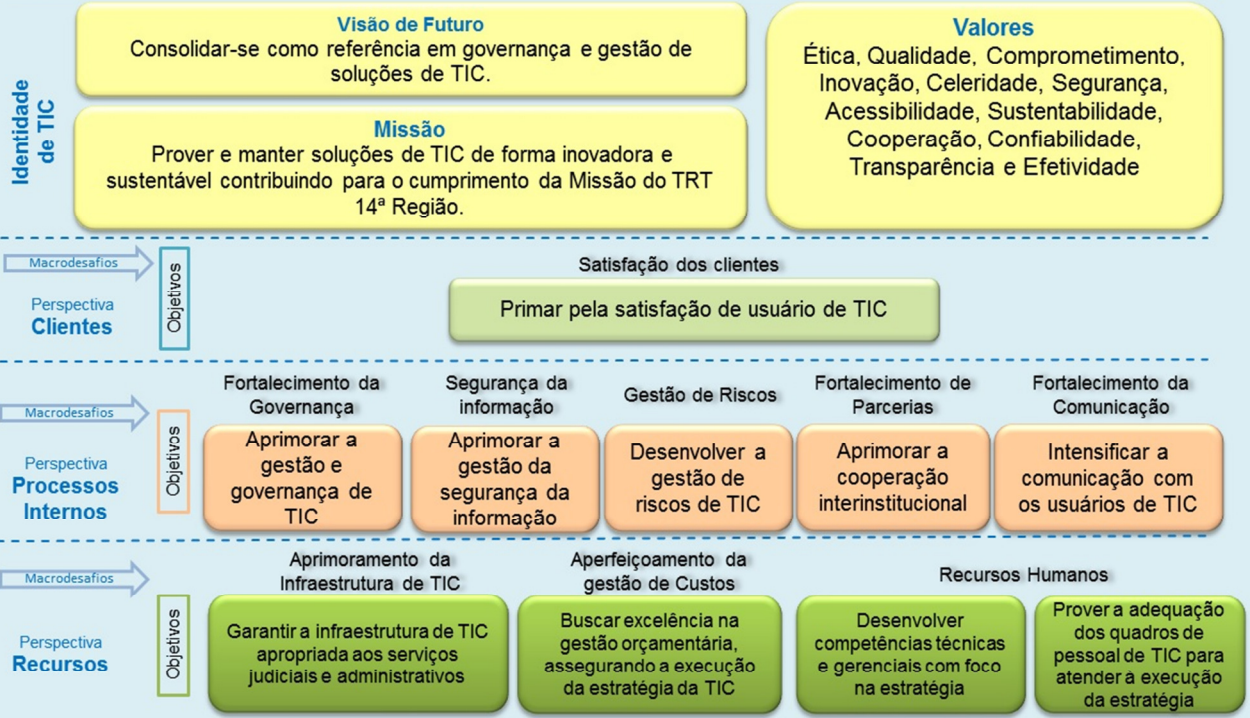 Identidade
de TIC
Visão de Futuro
Consolidar-se como referência em governança e gestão de
soluções de TIC.
Missão
Prover e manter soluções de TIC de forma inovadora e
sustentável contribuindo para o cumprimento da Missão do TRT
14ª Região.
Valores
Ética, Qualidade, Comprometimento,
Inovação, Celeridade, Segurança,
Acessibilidade, Sustentabilidade,
Cooperação, Confiabilidade,
Transparência e Efetividade
Macrodesafios
Perspectiva
Clientes
Objetivos
Satisfação dos clientes
Primar pela satisfação de usuário de TIC
Macrodesafios
Perspectiva
Processos
Internos
Objetivos
Fortalecimento da
Governança
Aprimorar a
gestão e
governança de
TIC
Segurança da
informação
Aprimorar a
gestão da
segurança da
informação
Gestão de Riscos
Desenvolver a
gestão de
riscos de TIC
Fortalecimento de
Parcerias
Aprimorar a
cooperação
interinstitucional
Fortalecimento da
Comunicação
Intensificar a
comunicação com
os usuários de TIC
Macrodesafios
Perspectiva
Recursos
Objetivos
Aprimoramento da
Infraestrutura de TIC
Garantir a infraestrutura de TIC
apropriada aos serviços
judiciais e administrativos
Aperfeiçoamento da
gestão de Custos
Buscar excelência na
gestão orçamentária,
assegurando a execução
da estratégia da TIC
Recursos Humanos
Desenvolver
competências técnicas
e gerenciais com foco
na estratégia
Prover a adequação
dos quadros de
pessoal de TIC para
atender à execução
da estratégia